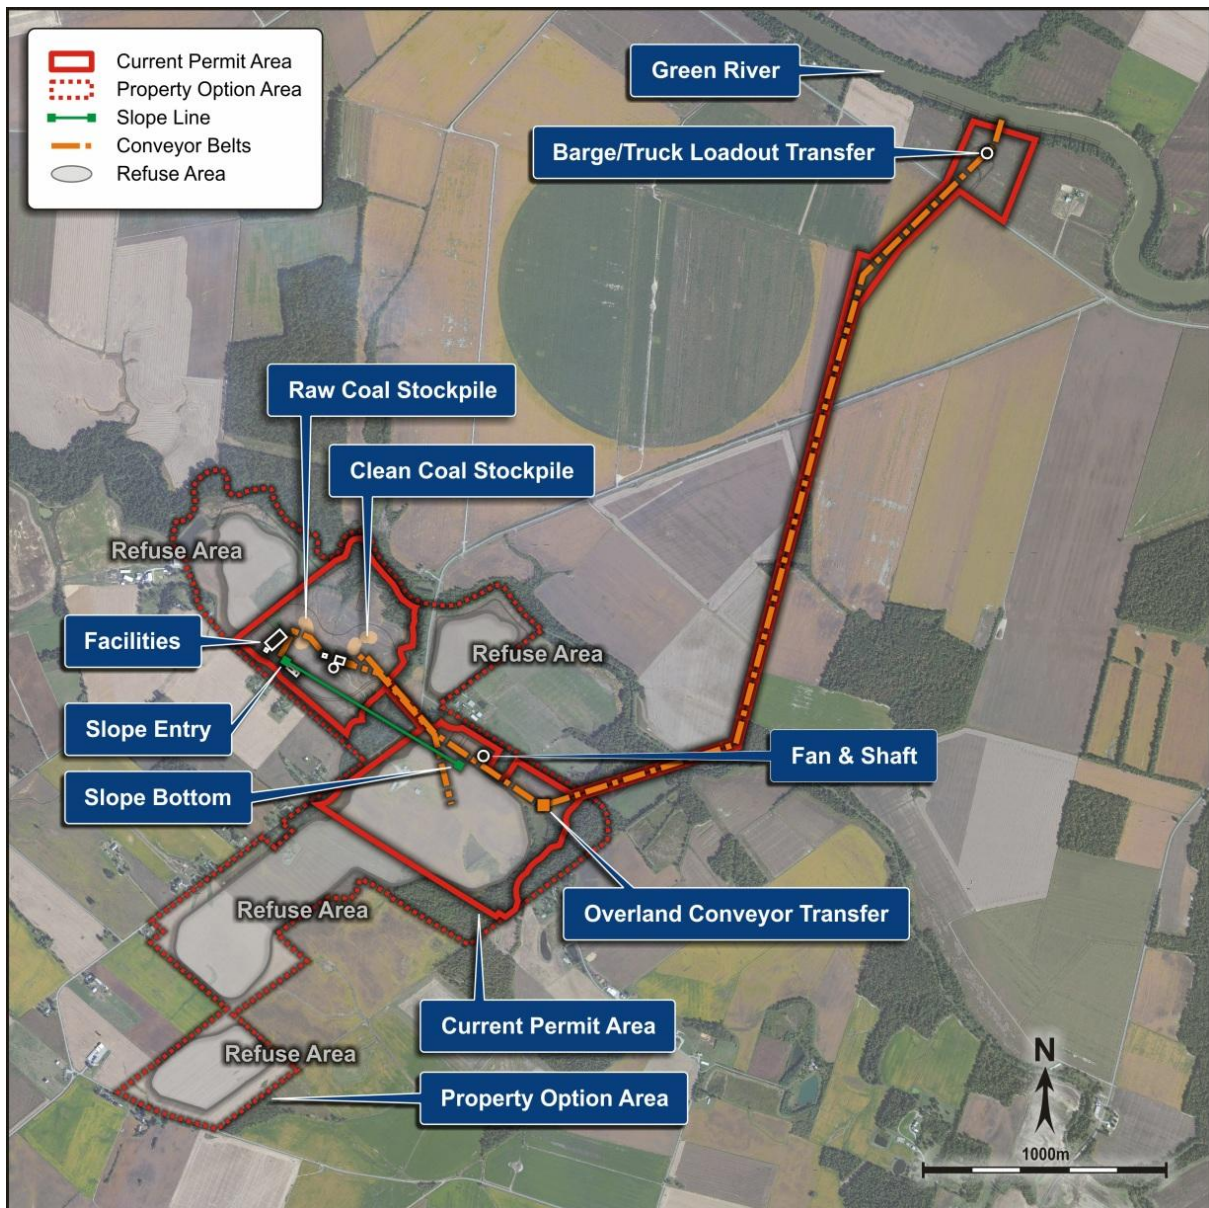 Current Permit Area
Property Option Area
Slope Line
Conveyor Belts
Refuse Area
Green River
Barge/Truck Loadout Transfer
Raw Coal Stockpile
Clean Coal Stockpile
Refuse Area
Facilities
Refuse Area
Slope Entry
Fan & Shaft
Slope Bottom
Refuse Area
Overland Conveyor Transfer
Current Permit Area
Refuse Area
Property Option Area
N
1000m